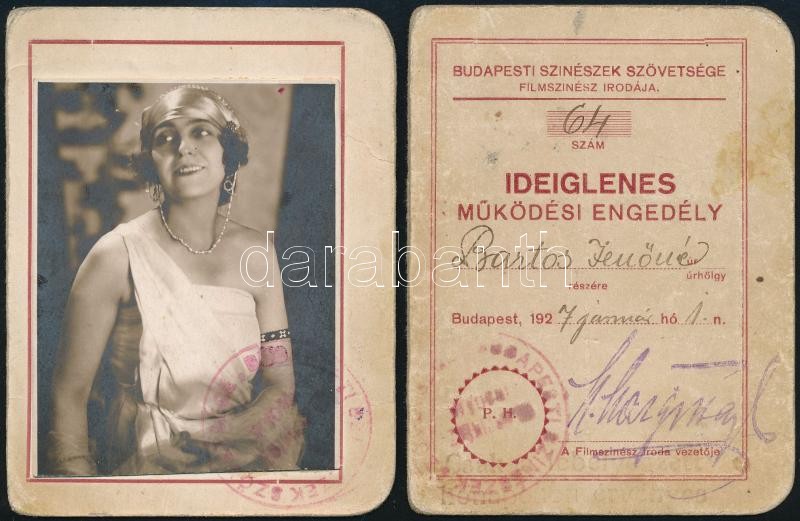 BUDAPESTI SZINÉSZEK SZÖVETSÉGE
FILMSZINÉSZ IRODÁJA.
64
SZÁM
IDEIGLENES
MŰKÖDÉSI ENGEDÉLY
Bartos Jenőné úr
úrhölgy
részére
Budapest, 1927 január hó 1.-n.
P. H.
A Filmszinész Iroda vezetője
darabanth